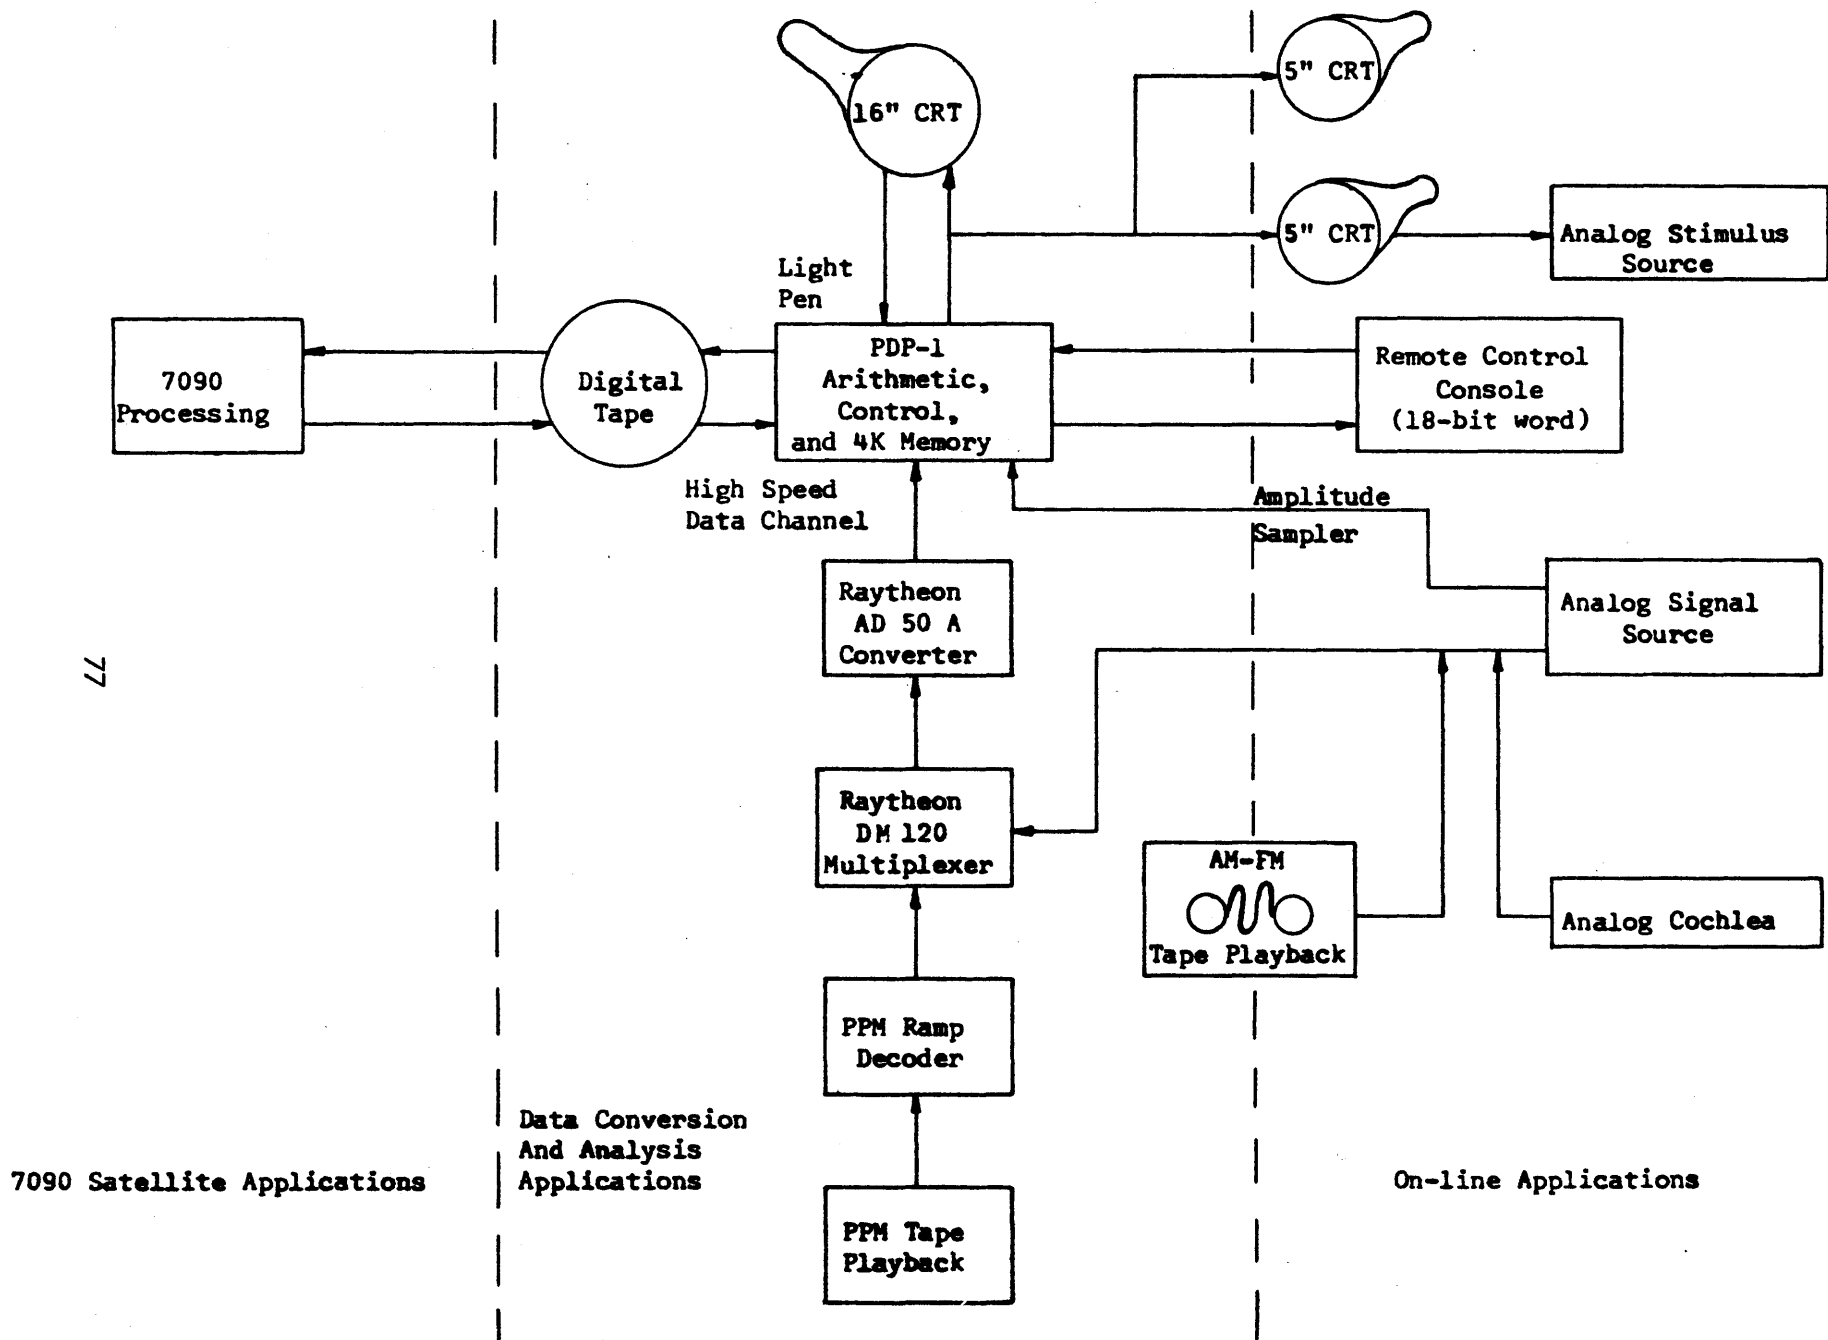 16" CRT
5" CRT
5" CRT
Analog Stimulus
Source
Light
Pen
7090
Processing
Digital
Tape
PDP-1
Arithmetic,
Control,
and 4K Memory
Remote Control
Console
(18-bit word)
High Speed
Data Channel
Amplitude
Sampler
Raytheon
AD 50 A
Converter
Analog Signal
Source
77
Raytheon
DM 120
Multiplexer
AM-FM
Tape Playback
Analog Cochlea
PPM Ramp
Decoder
Data Conversion
And Analysis
Applications
7090 Satellite Applications
On-line Applications
PPM Tape
Playback